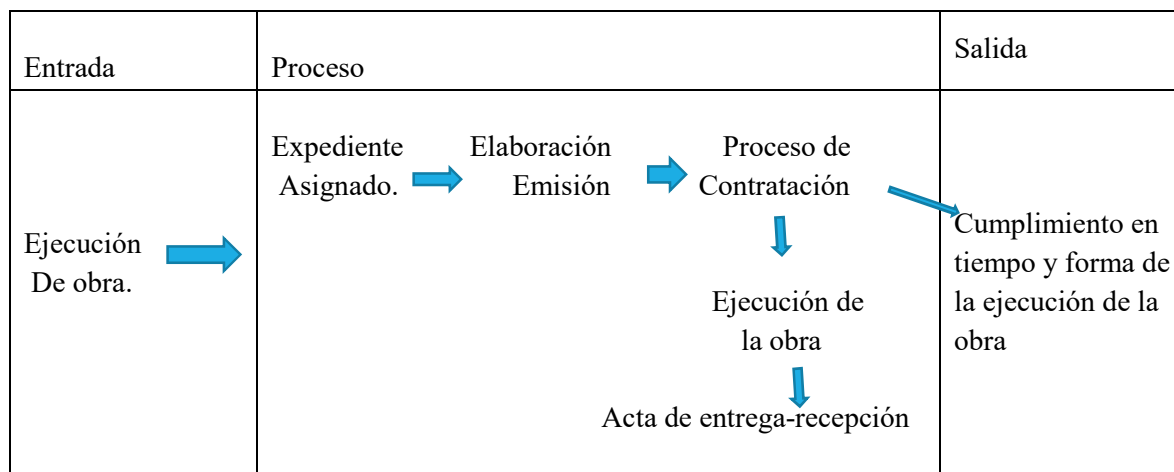 Entrada
Proceso
Salida
Ejecución
De obra.
Expediente
Asignado.
Elaboración
Emisión
Proceso de
Contratación
Ejecución de
la obra
Acta de entrega-recepción
Cumplimiento en
tiempo y forma de
la ejecución de la
obra